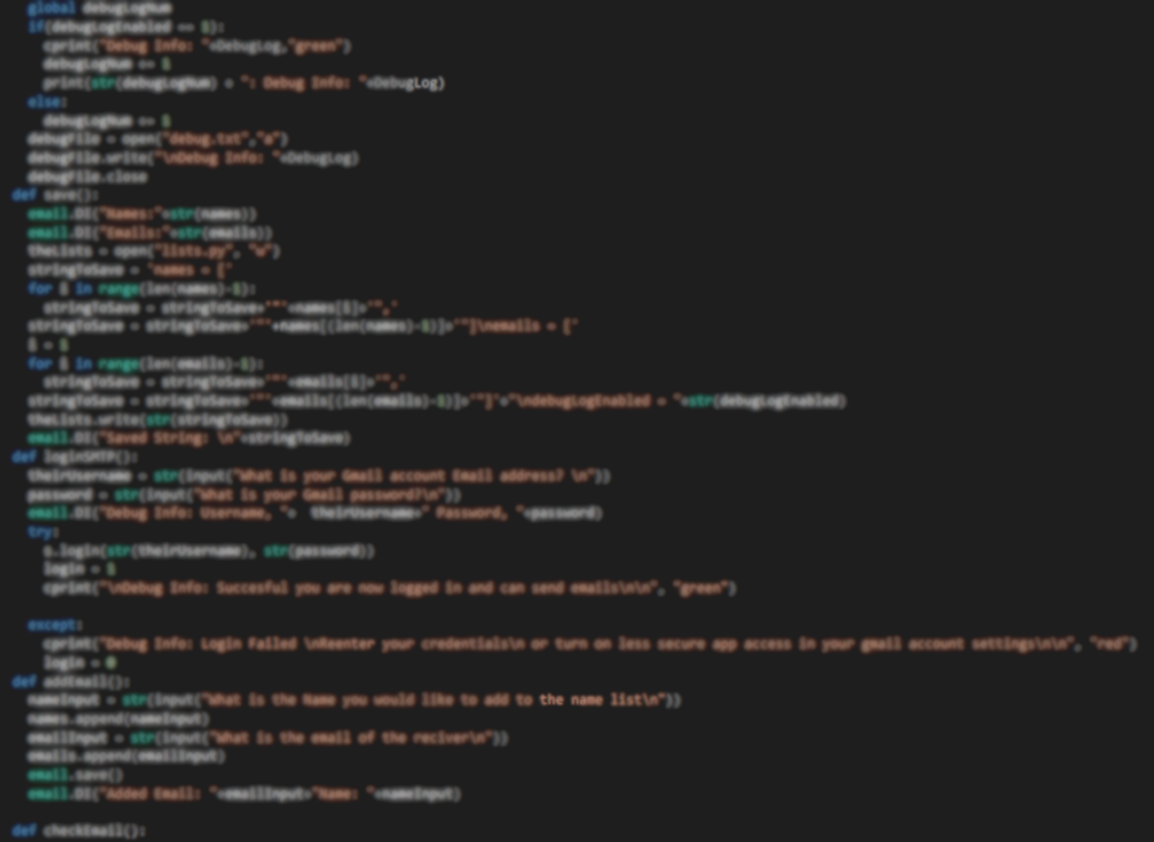 global debugLogNum
if(debugLogEnabled == 1):
cprint("Debug Info: "+DebugLog,"green")
debugLogNum += 1
print(str(debugLogNum) + ": Debug Info: "+DebugLog)
else:
debugLogNum += 1
debugFile = open("debug.txt","a")
debugFile.write("\nDebug Info: "+DebugLog)
debugFile.close
def save():
email.DI("Names:"+str(names))
email.DI("Emails:"+str(emails))
theLists = open("lists.py", "w")
stringToSave = 'names = ['
for i in range(len(names)-1):
stringToSave = stringToSave+'"'+names[i]+'",'
stringToSave = stringToSave+'"'+names[(len(names)-1)]+'"]\nemails = ['
i = 1
for i in range(len(emails)-1):
stringToSave = stringToSave+'"'+emails[i]+'",'
stringToSave = stringToSave+'"'+emails[(len(emails)-1)]+'"]'+"\ndebugLogEnabled = "+str(debugLogEnabled)
theLists.write(str(stringToSave))
email.DI("Saved String: \n"+stringToSave)
def loginSMTP():
theirUsername = str(input("What is your Gmail account Email address? \n"))
password = str(input("What is your Gmail password?\n"))
email.DI("Debug Info: Username, "+  theirUsername+" Password, "+password)
try:
s.login(str(theirUsername), str(password))
login = 1
cprint("\nDebug Info: Succesful you are now logged in and can send emails\n\n", "green")
except:
cprint("Debug Info: Login Failed \nReenter your credentials\n or turn on less secure app access in your gmail account settings\n\n", "red")
login = 0
def addEmail():
nameInput = str(input("What is the Name you would like to add to the name list\n"))
names.append(nameInput)
emailInput = str(input("What is the email of the reciver\n"))
emails.append(emailInput)
email.save()
email.DI("Added Email: "+emailInput+"Name: "+nameInput)
def checkEmail():